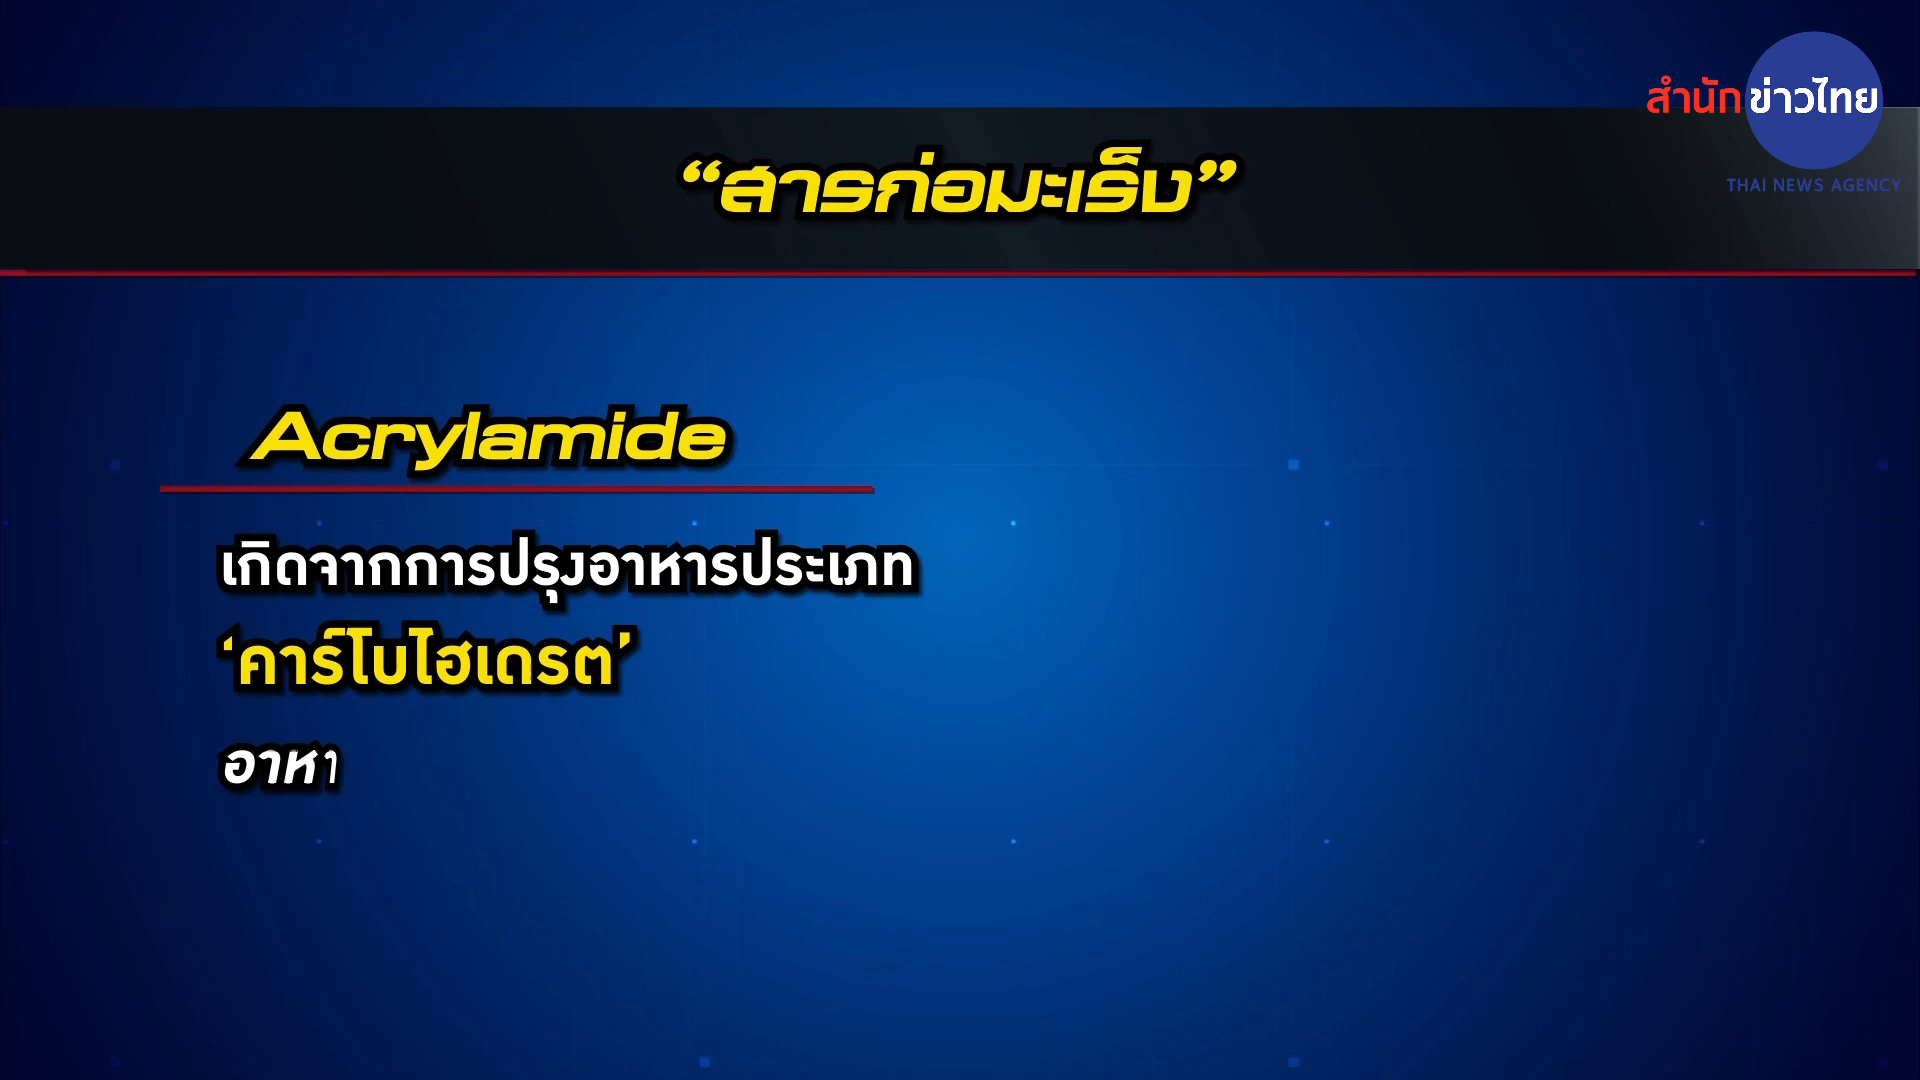 สำนักข่าวไทย
THAI NEWS AGENCY
“สารก่อมะเร็ง”
Acrylamide
เกิดจากการปรุงอาหารประเภท
‘คาร์โบไฮเดรต’
อาหา